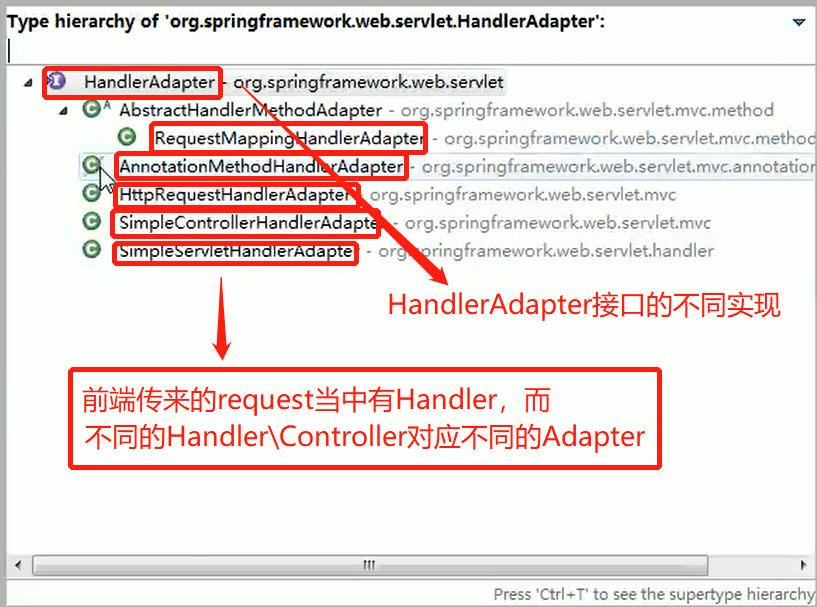 Type hierarchy of 'org.springframework.web.servlet.HandlerAdapter':
HandlerAdapter - org.springframework.web.servlet
AbstractHandlerMethodAdapter - org.springframework.web.servlet.mvc.method
RequestMappingHandlerAdapter - org.springframework.web.servlet.mvc.method
AnnotationMethodHandlerAdapter - org.springframework.web.servlet.mvc.annotation
HttpRequestHandlerAdapter - org.springframework.web.servlet.mvc
SimpleControllerHandlerAdapter - org.springframework.web.servlet.mvc
SimpleServletHandlerAdapter - org.springframework.web.servlet.handler
HandlerAdapter接口的不同实现
前端传来的request当中有Handler，而
不同的Handler\Controller对应不同的Adapter
Press 'Ctrl+T' to see the supertype hierarchy